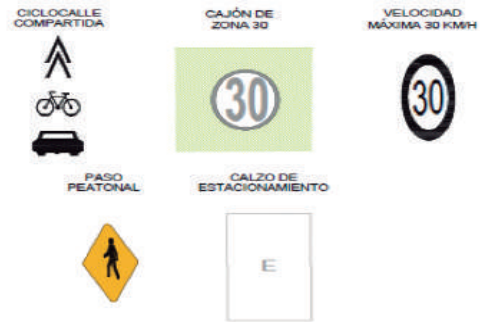 CICLOCALLE
COMPARTIDA
CAJÓN DE
ZONA 30
VELOCIDAD
MÁXIMA 30 KM/H
30
30
PASO
PEATONAL
CALZO DE
ESTACIONAMIENTO
E